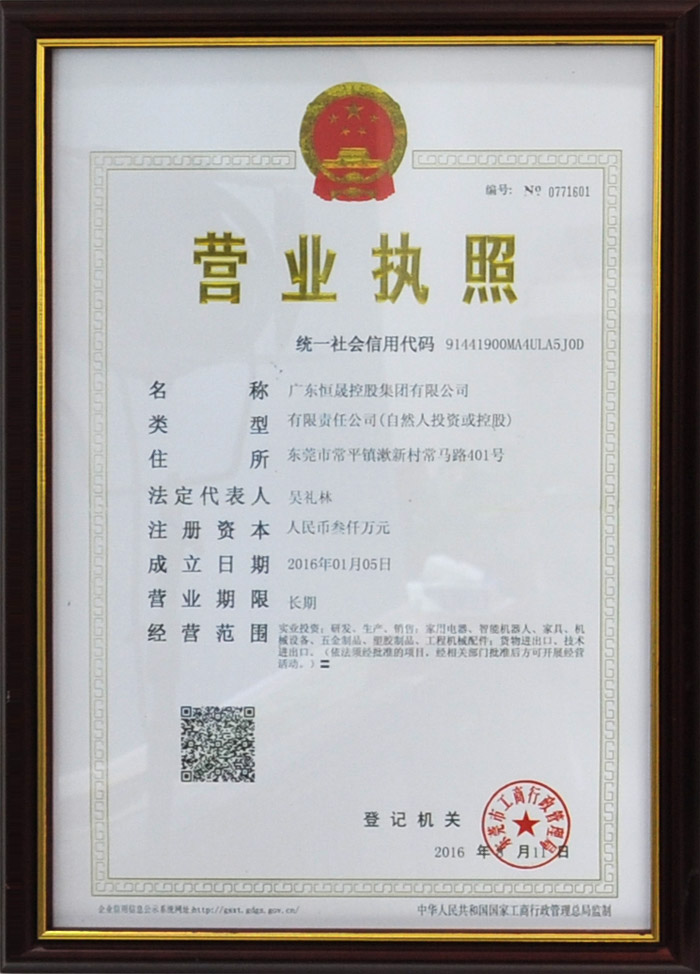 编号: No 0771601
营业执照
统一社会信用代码 91441900MA4ULA5J0D
名称 广东恒晟控股集团有限公司
类型 有限责任公司(自然人投资或控股)
住所 东莞市常平镇漱新村常马路401号
法定代表人 吴礼林
注册资本 人民币叁仟万元
成立日期 2016年01月05日
营业期限 长期
经营范围 实业投资；研发、生产、销售：家用电器、智能机器人、家具、机
械设备、五金制品、塑胶制品、工程机械配件；货物进出口、技术
进出口。（依法须经批准的项目，经相关部门批准后方可开展经营
活动。）〓
登记机关
东莞市工商行政管理局
2016 年 月11日
企业信用信息公示系统网址:http://gsxt.gdgs.gov.cn/
中华人民共和国国家工商行政管理总局监制